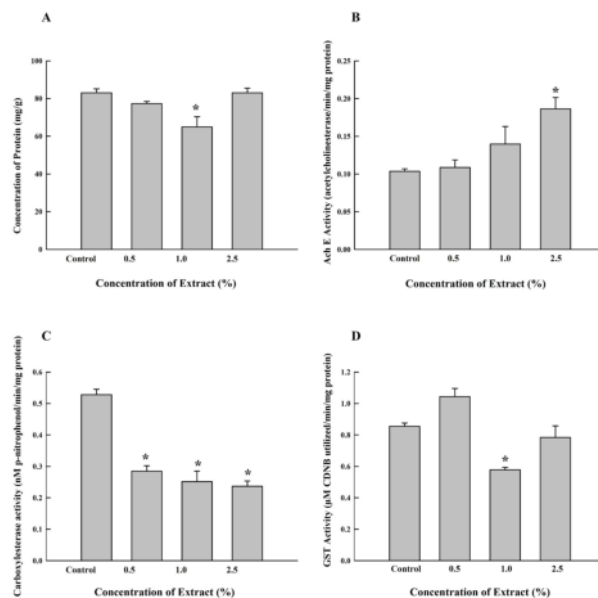 A
Concentration of Protein (mg/g)
100
80
60
40
20
0
*
Control 0.5 1.0 2.5
Concentration of Extract (%)
B
Ach E Activity (acetylcholinesterase/min/mg protein)
0.25
0.20
0.15
0.10
0.05
0.00
*
Control 0.5 1.0 2.5
Concentration of Extract (%)
C
Carboxylesterase activity (nM p-nitrophenol/min/mg protein)
0.6
0.5
0.4
0.3
0.2
0.1
0.0
* * *
Control 0.5 1.0 2.5
Concentration of Extract (%)
D
GST Activity (µM CDNB utilized/min/mg protein)
1.2
1.0
0.8
0.6
0.4
0.2
0.0
*
Control 0.5 1.0 2.5
Concentration of Extract (%)